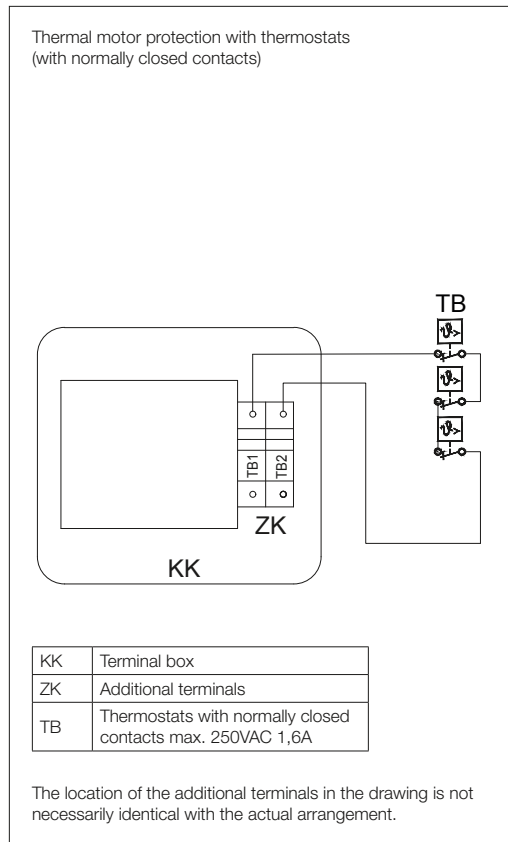 Thermal motor protection with thermostats
(with normally closed contacts)
TB
ϑ>
ϑ>
ϑ>
TB1
TB2
ZK
KK
KK Terminal box
ZK Additional terminals
TB Thermostats with normally closed
contacts max. 250VAC 1,6A
The location of the additional terminals in the drawing is not
necessarily identical with the actual arrangement.